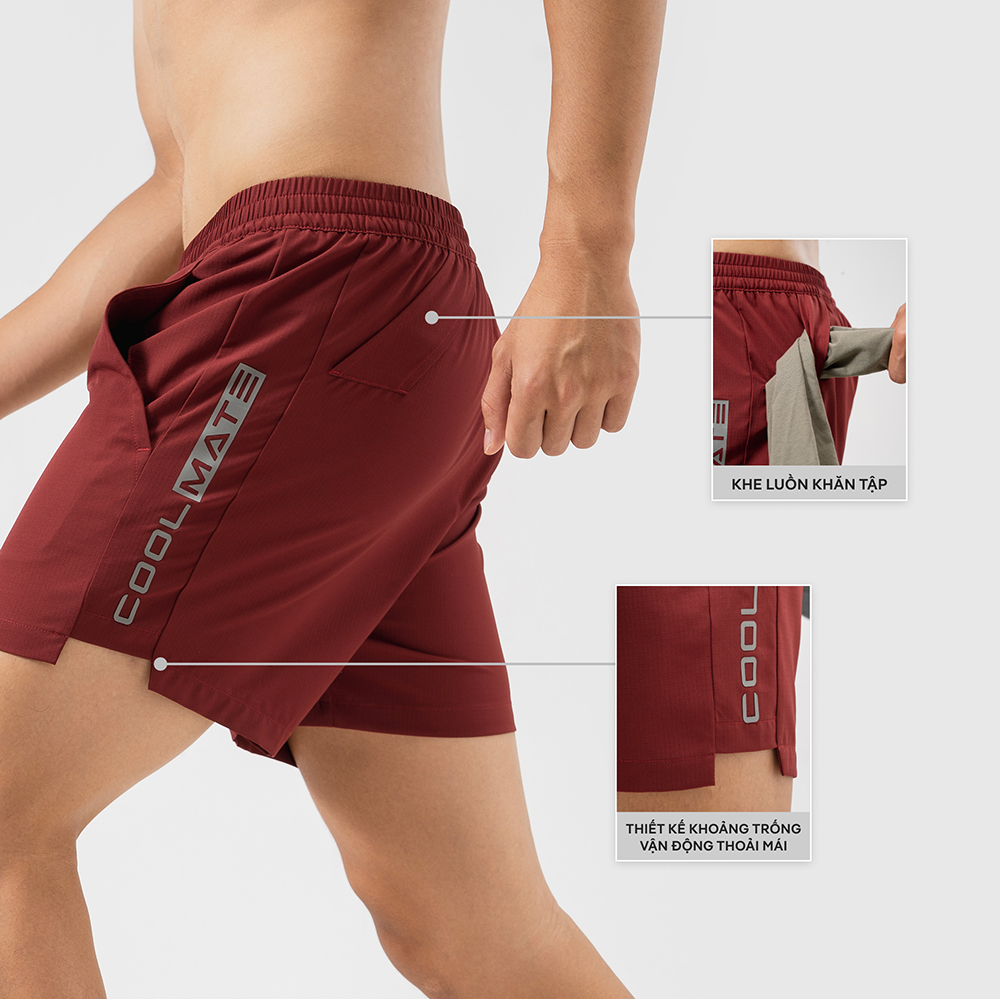 COOLMATE
KHE LUỒN KHĂN TẬP
COOL
THIẾT KẾ KHOẢNG TRỐNG
VẬN ĐỘNG THOẢI MÁI